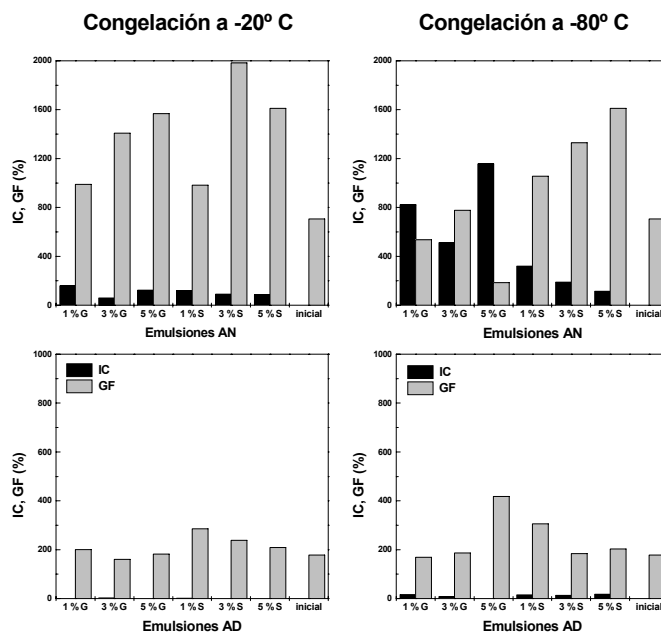 Congelación a -20º C
Congelación a -80º C
2000
1600
1200
800
400
0
IC, GF (%)
1 % G 3 % G 5 % G 1 % S 3 % S 5 % S inicial
Emulsiones AN
2000
1600
1200
800
400
0
IC, GF (%)
1 % G 3 % G 5 % G 1 % S 3 % S 5 % S inicial
Emulsiones AN
1000
800
600
400
200
0
IC, GF (%)
IC
GF
1 % G 3 % G 5 % G 1 % S 3 % S 5 % S inicial
Emulsiones AD
1000
800
600
400
200
0
IC, GF (%)
IC
GF
1 % G 3 % G 5 % G 1 % S 3 % S 5 % S inicial
Emulsiones AD